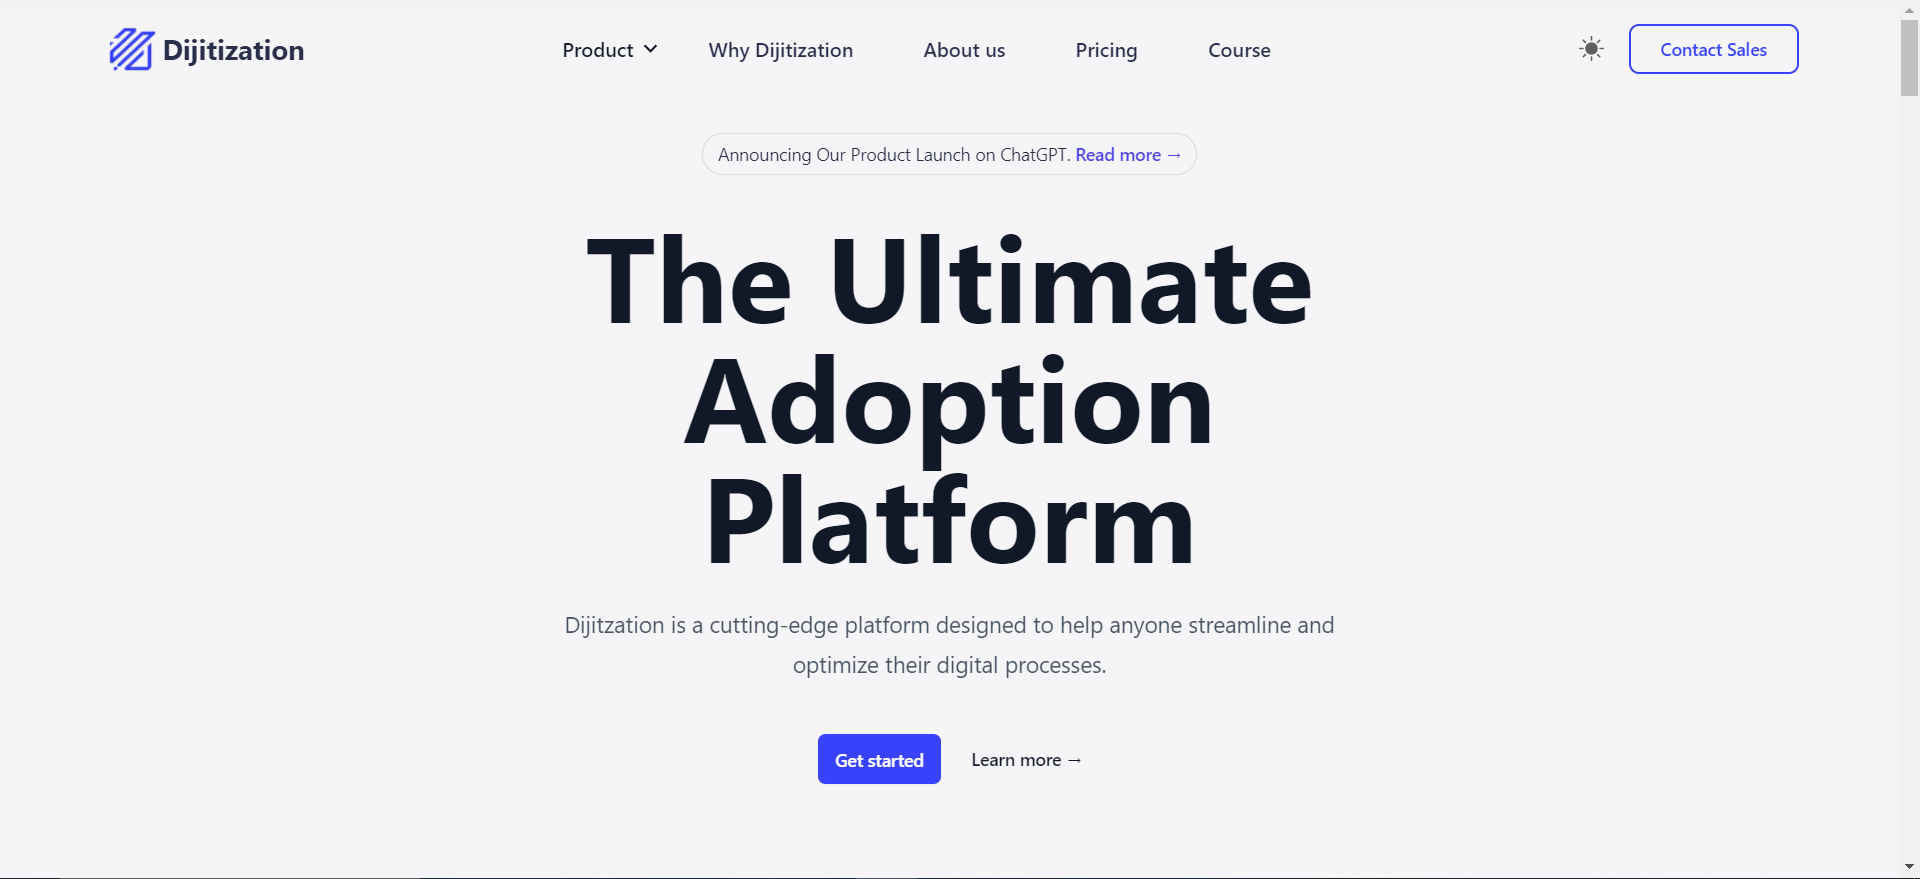 Dijitization
Product
Why Dijitization
About us
Pricing
Course
Contact Sales
Announcing Our Product Launch on ChatGPT. Read more →
The Ultimate
Adoption
Platform
Dijitzation is a cutting-edge platform designed to help anyone streamline and
optimize their digital processes.
Get started
Learn more →